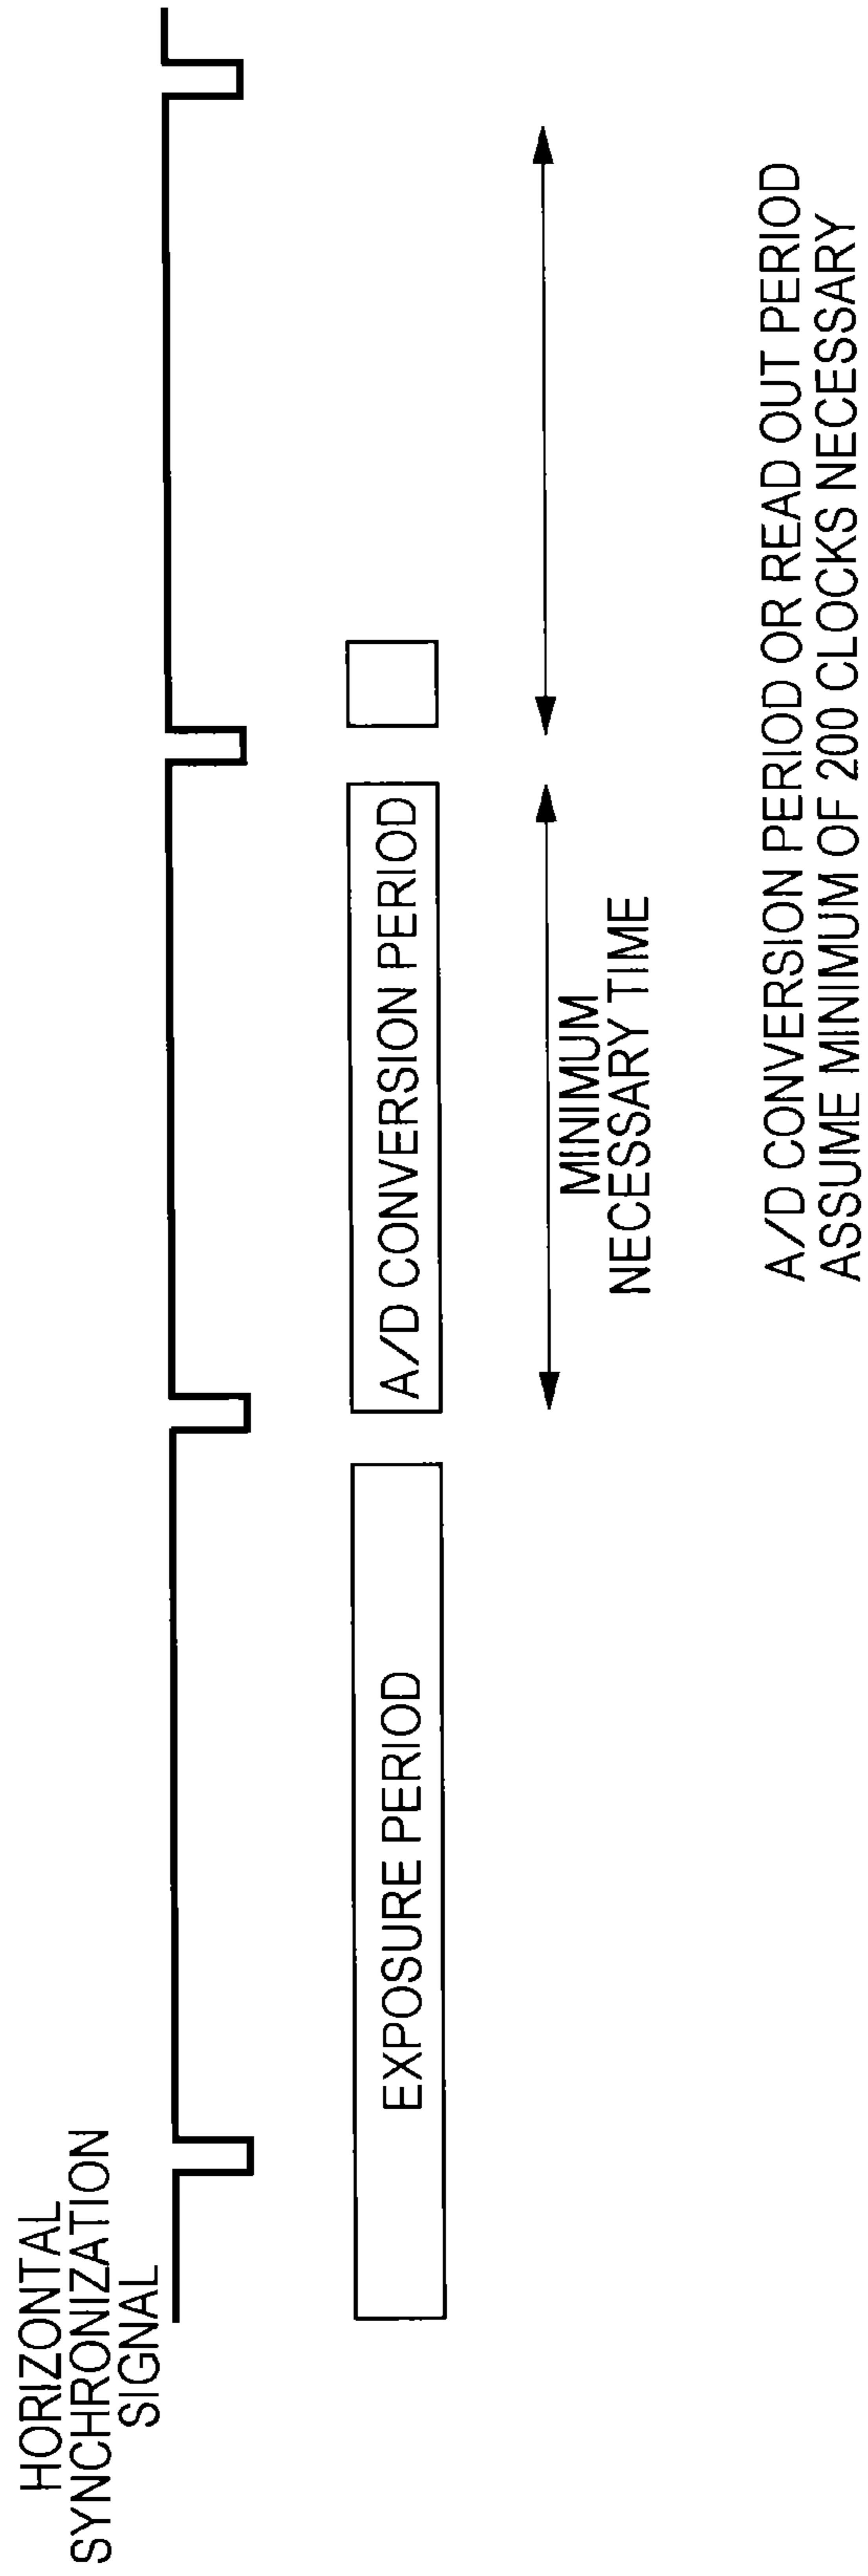 HORIZONTAL
SYNCHRONIZATION
SIGNAL
EXPOSURE PERIOD
A/D CONVERSION PERIOD
MINIMUM
NECESSARY TIME
A/D CONVERSION PERIOD OR READ OUT PERIOD
ASSUME MINIMUM OF 200 CLOCKS NECESSARY